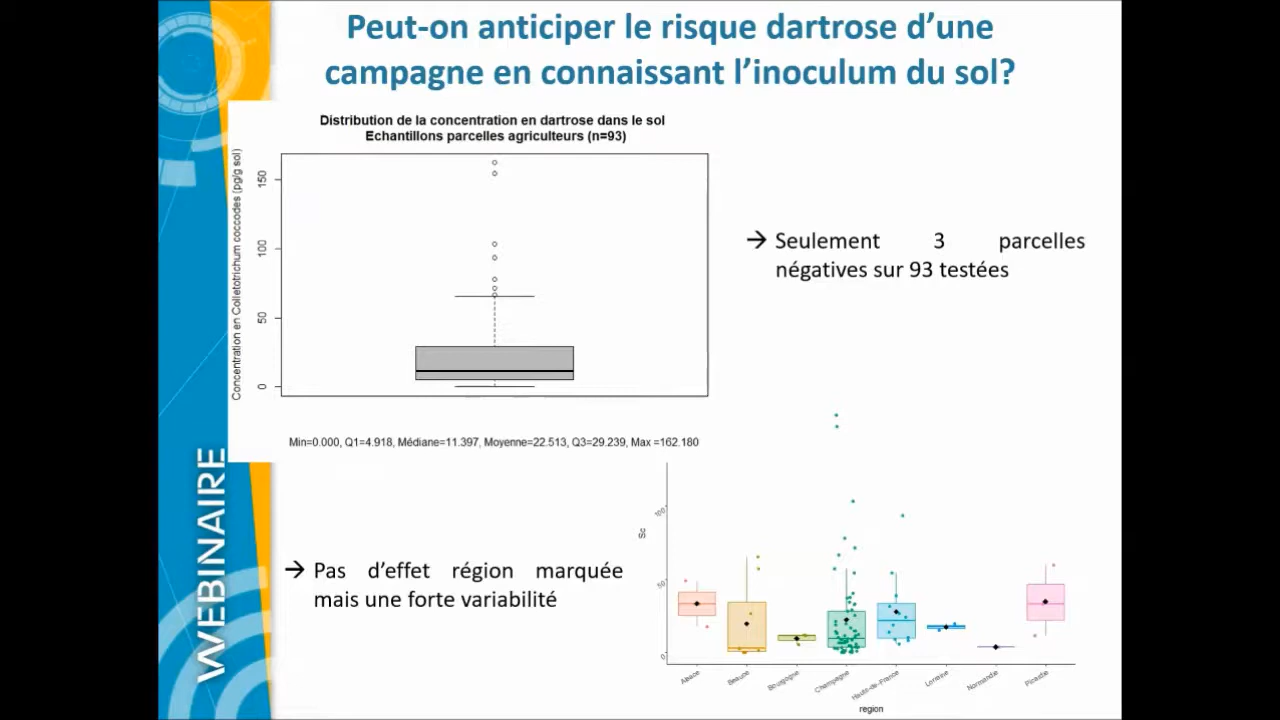 Peut-on anticiper le risque dartrose d’une
campagne en connaissant l’inoculum du sol?
Distribution de la concentration en dartrose dans le sol
Echantillons parcelles agriculteurs (n=93)
Concentration en Colletotrichum coccodes (pg/g sol)
150
100
50
0
Min=0.000, Q1=4.918, Médiane=11.397, Moyenne=22.513, Q3=29.239, Max =162.180
→ Seulement 3 parcelles
négatives sur 93 testées
→ Pas d’effet région marquée
mais une forte variabilité
Sc
100
50
0
Alsace
Beauce
Bourgogne
Champagne
Haut-de-France
Lorraine
Normandie
Picardie
region
WEBINAIRE